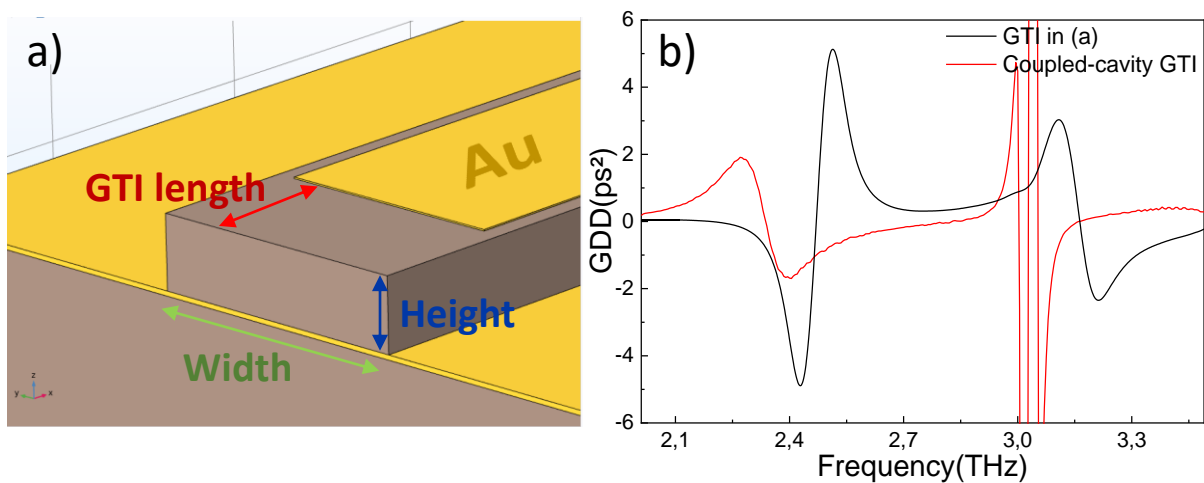 a)
GTI length
Au
Height
Width
z
y
x
b)
GTI in (a)
Coupled-cavity GTI
GDD(ps²)
6
4
2
0
-2
-4
-6
2,1
2,4
2,7
3,0
3,3
Frequency(THz)